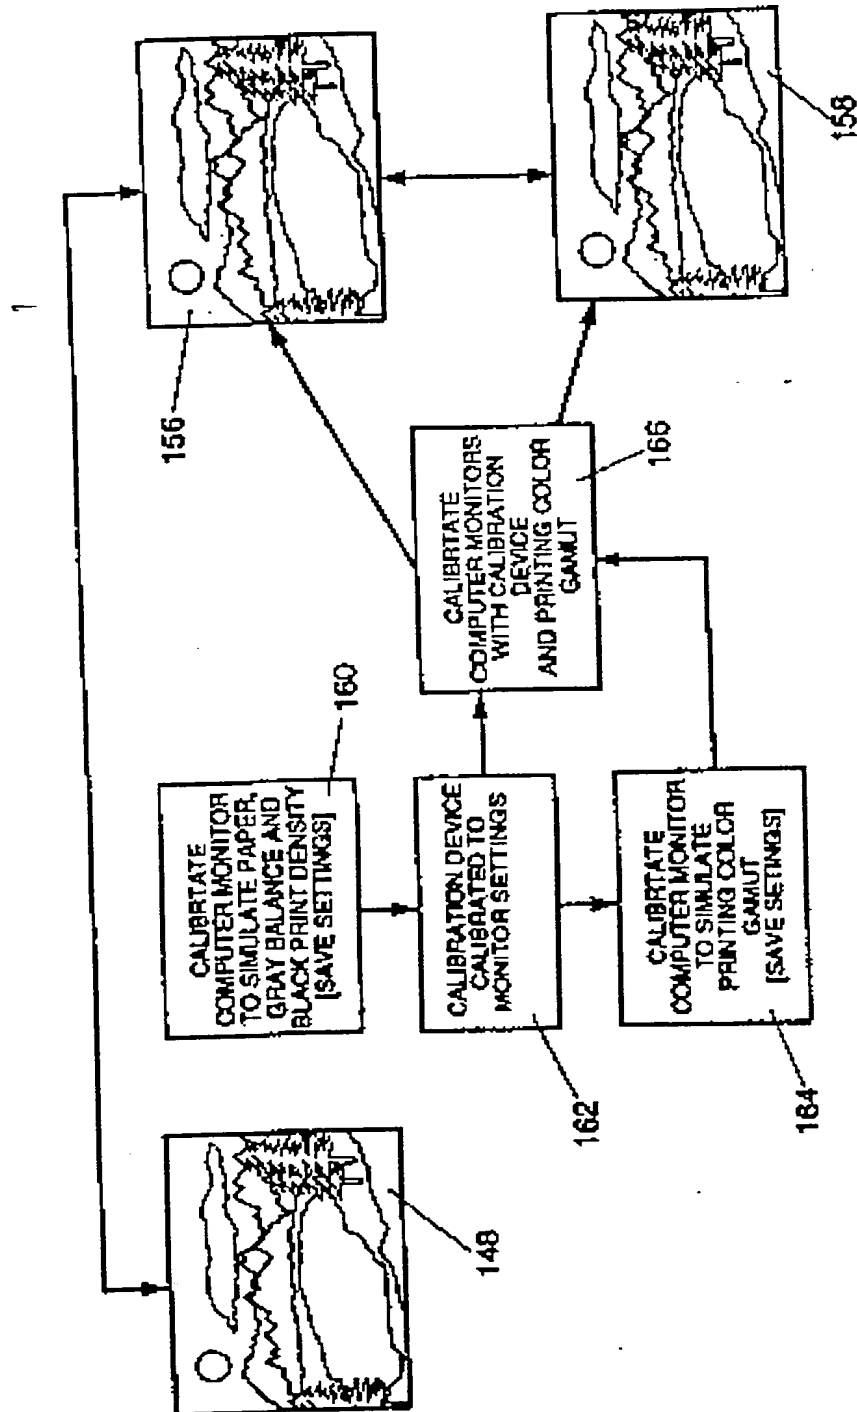 148
CALIBRTATE
COMPUTER MONITOR
TO SIMULATE PAPER,
GRAY BALANCE AND
BLACK PRINT DENSITY
[SAVE SETTINGS]
160
CALIBRATION DEVICE
CALIBRATED TO
MONITOR SETTINGS
162
CALIBRTATE
COMPUTER MONITOR
TO SIMULATE
PRINTING COLOR
GAMUT
[SAVE SETTINGS]
164
CALIBRTATE
COMPUTER MONITORS
WITH CALIBRATION
DEVICE
AND PRINTING COLOR
GAMUT
166
156
158